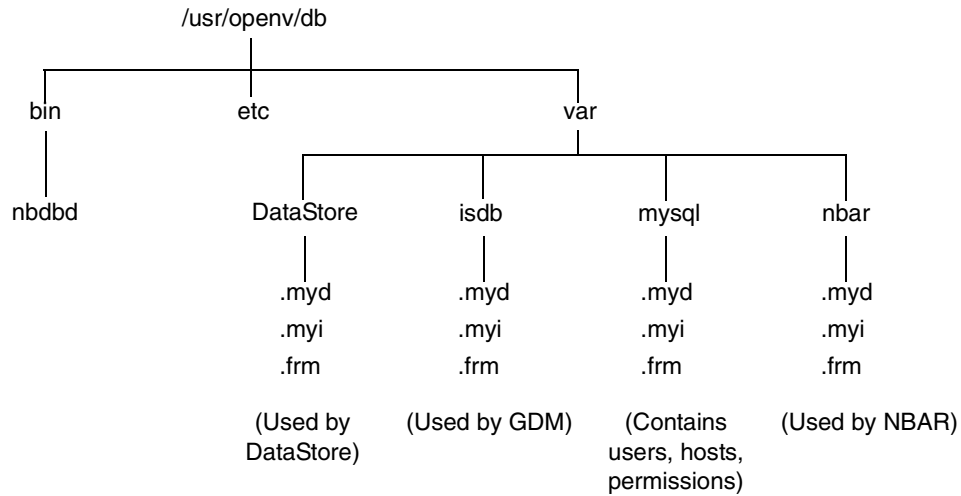 /usr/openv/db
bin etc var
nbdbd DataStore isdb mysql nbar
.myd .myd .myd .myd
.myi .myi .myi .myi
.frm .frm .frm .frm
(Used by DataStore) (Used by GDM) (Contains users, hosts, permissions) (Used by NBAR)